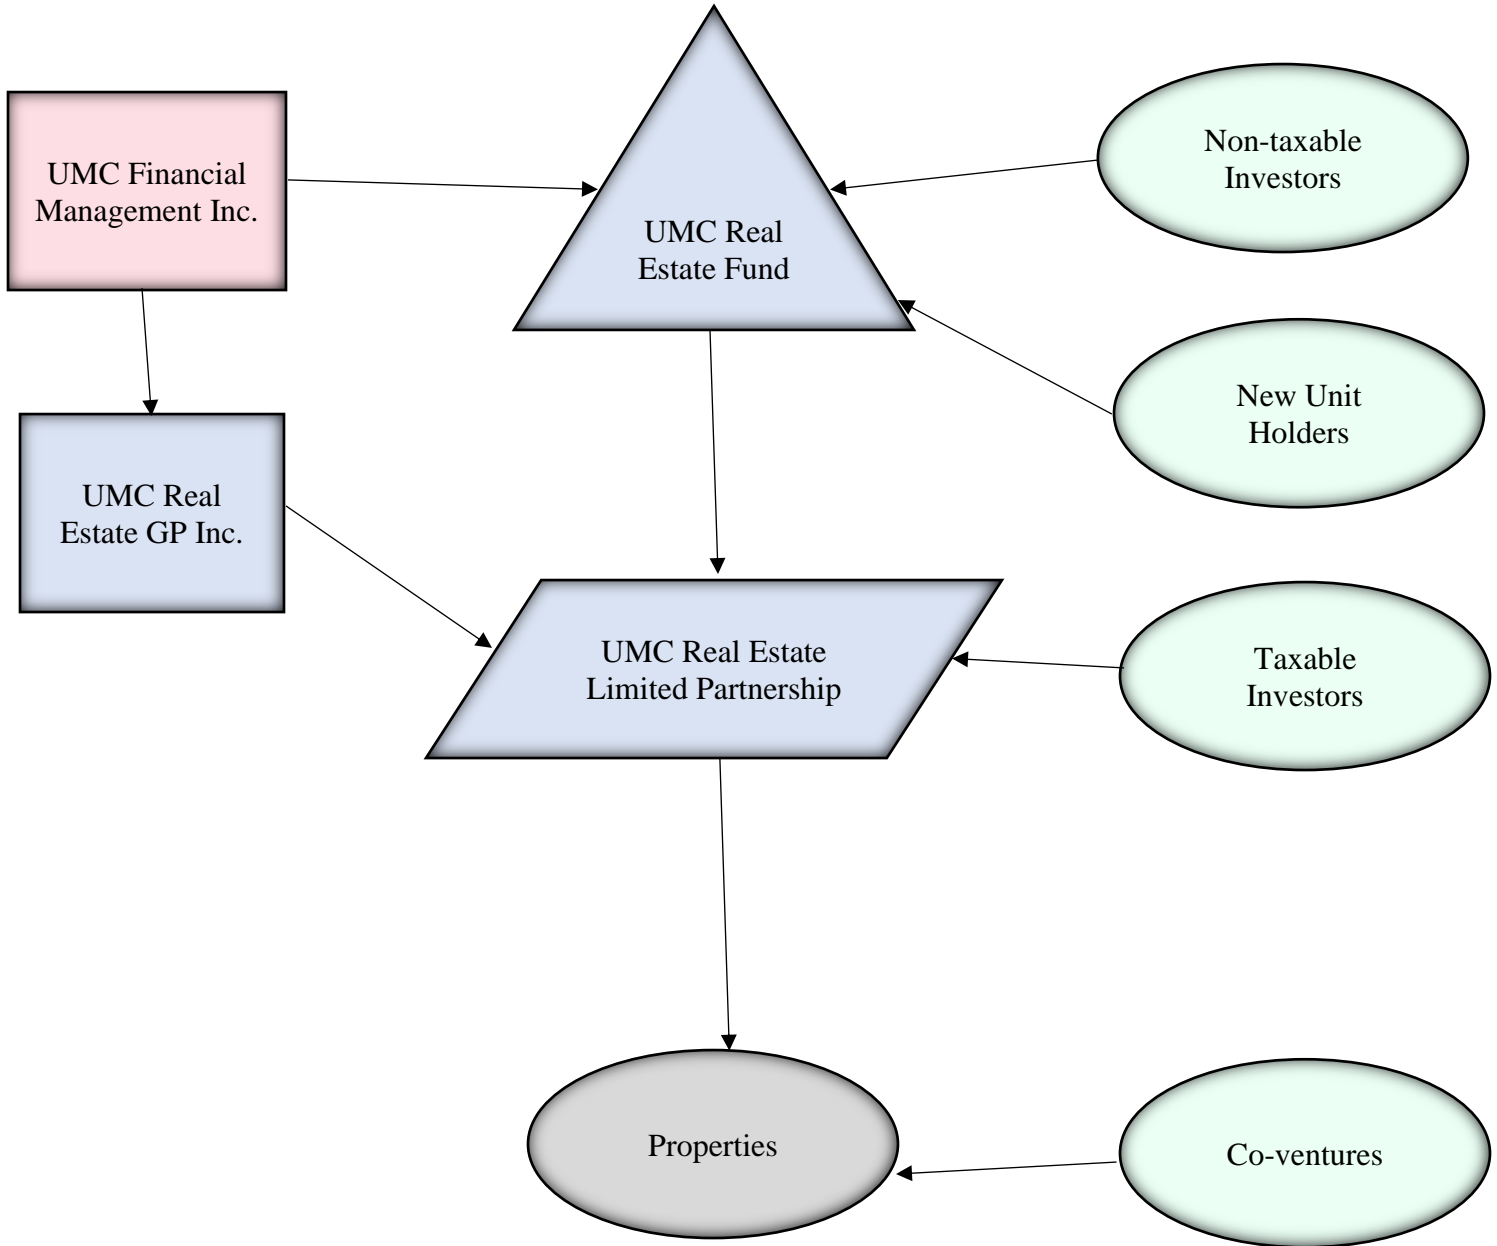 UMC Financial
Management Inc.
UMC Real
Estate Fund
Non-taxable
Investors
New Unit
Holders
UMC Real
Estate GP Inc.
UMC Real Estate
Limited Partnership
Taxable
Investors
Properties
Co-ventures